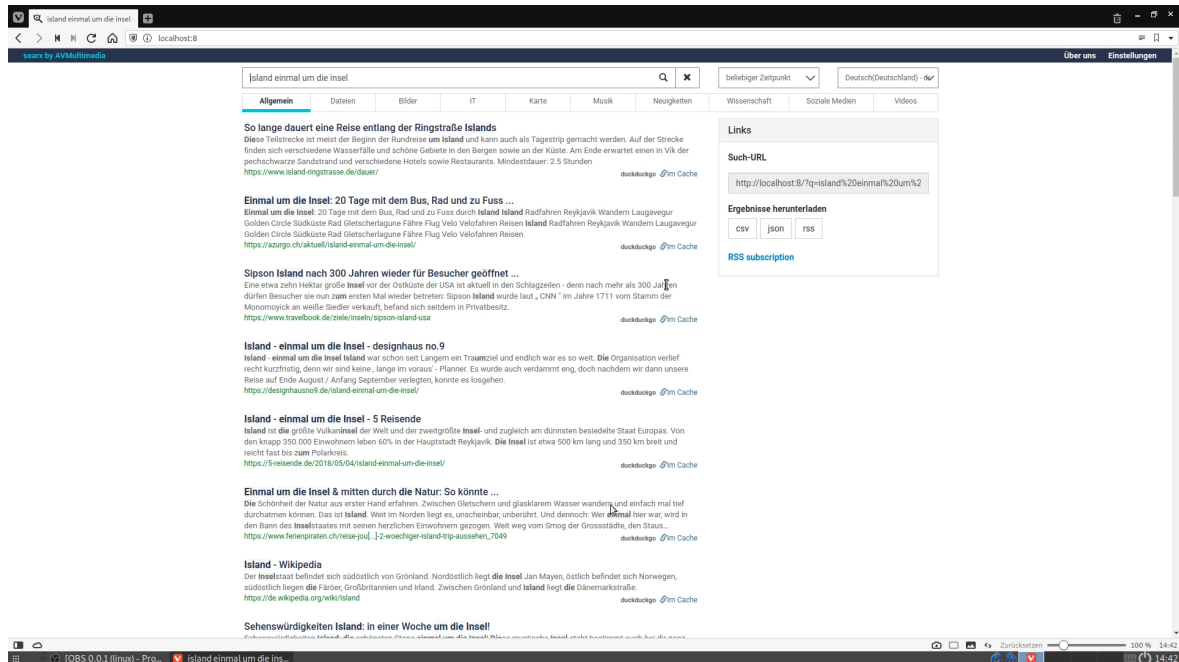 island einmal um die insel -
localhost:8
searx by AVMultimedia
Über uns Einstellungen
island einmal um die insel
beliebiger Zeitpunkt
Deutsch(Deutschland) - de
Allgemein Dateien Bilder IT Karte Musik Neuigkeiten Wissenschaft Soziale Medien Videos
So lange dauert eine Reise entlang der Ringstraße Islands
Diese Teilstrecke ist meist der Beginn der Rundreise um Island und kann auch als Tagestrip gemacht werden. Auf der Strecke
finden sich verschiedene Wasserfälle und schöne Gebiete in den Bergen sowie an der Küste. Am Ende erwartet einen in Vík der
pechschwarze Sandstrand und verschiedene Hotels sowie Restaurants. Mindestdauer: 2.5 Stunden
https://www.island-ringstrasse.de/dauer/
duckduckgo Im Cache
Einmal um die Insel: 20 Tage mit dem Bus, Rad und zu Fuss ...
Einmal um die Insel: 20 Tage mit dem Bus, Rad und zu Fuss durch Island Island Radfahren Reykjavik Wandern Laugavegur
Golden Circle Südküste Rad Gletscherlagune Fähre Flug Velo Velofahren Reisen Island Radfahren Reykjavik Wandern Laugavegur
Golden Circle Südküste Rad Gletscherlagune Fähre Flug Velo Velofahren Reisen
https://azurgo.ch/aktuell/island-einmal-um-die-insel/
duckduckgo Im Cache
Sipson Island nach 300 Jahren wieder für Besucher geöffnet ...
Eine etwa zehn Hektar große Insel vor der Ostküste der USA ist aktuell in den Schlagzeilen - denn nach mehr als 300 Jahren
dürfen Besucher sie nun zum ersten Mal wieder betreten: Sipson Island wurde laut „ CNN " im Jahre 1711 vom Stamm der
Monomoyick an weiße Siedler verkauft, befand sich seitdem in Privatbesitz.
https://www.travelbook.de/ziele/inseln/sipson-island-usa
duckduckgo Im Cache
Island - einmal um die Insel - designhaus no.9
Island - einmal um die Insel Island war schon seit Langem ein Traumziel und endlich war es so weit. Die Organisation verlief
recht kurzfristig, denn wir sind keine ‚ lange im voraus' - Planner. Es wurde auch verdammt eng, doch nachdem wir dann unsere
Reise auf Ende August / Anfang September verlegten, konnte es losgehen.
https://designhausno9.de/island-einmal-um-die-insel/
duckduckgo Im Cache
Island - einmal um die Insel - 5 Reisende
Island ist die größte Vulkaninsel der Welt und der zweitgrößte Insel- und zugleich am dünnsten besiedelte Staat Europas. Von
den knapp 350.000 Einwohnern leben 60% in der Hauptstadt Reykjavik. Die Insel ist etwa 500 km lang und 350 km breit und
reicht fast bis zum Polarkreis.
https://5-reisende.de/2018/05/04/island-einmal-um-die-insel/
duckduckgo Im Cache
Einmal um die Insel & mitten durch die Natur: So könnte ...
Die Schönheit der Natur aus erster Hand erfahren. Zwischen Gletschern und glasklarem Wasser wandern und einfach mal tief
durchatmen können. Das ist Island. Weit im Norden liegt es, unscheinbar, unberührt. Und dennoch: Wer einmal hier war, wird in
den Bann des Inselstaates mit seinen herzlichen Einwohnern gezogen. Weit weg vom Smog der Grossstädte, den Staus...
https://www.ferienpiraten.ch/reise-jou[...]-2-woechiger-island-trip-aussehen_7049
duckduckgo Im Cache
Island - Wikipedia
Der Inselstaat befindet sich südöstlich von Grönland. Nordöstlich liegt die Insel Jan Mayen, östlich befindet sich Norwegen,
südöstlich liegen die Färöer, Großbritannien und Irland. Zwischen Grönland und Island liegt die Dänemarkstraße.
https://de.wikipedia.org/wiki/Island
duckduckgo Im Cache
Sehenswürdigkeiten Island: in einer Woche um die Insel!
Links
Such-URL
http://localhost:8/?q=island%20einmal%20um%2
Ergebnisse herunterladen
csv json rss
RSS subscription
Zurücksetzen 100 % 14:42
[OBS 0.0.1 (linux) - Pro... island einmal um die ins... 14:42